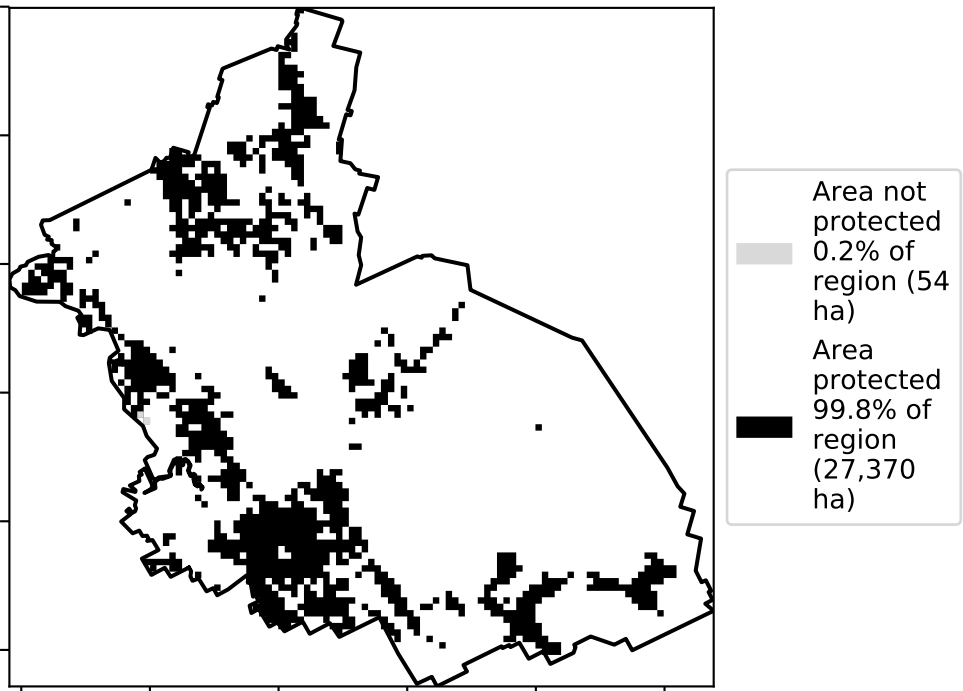 Area not
protected
0.2% of
region (54
ha)
Area
protected
99.8% of
region
(27,370
ha)